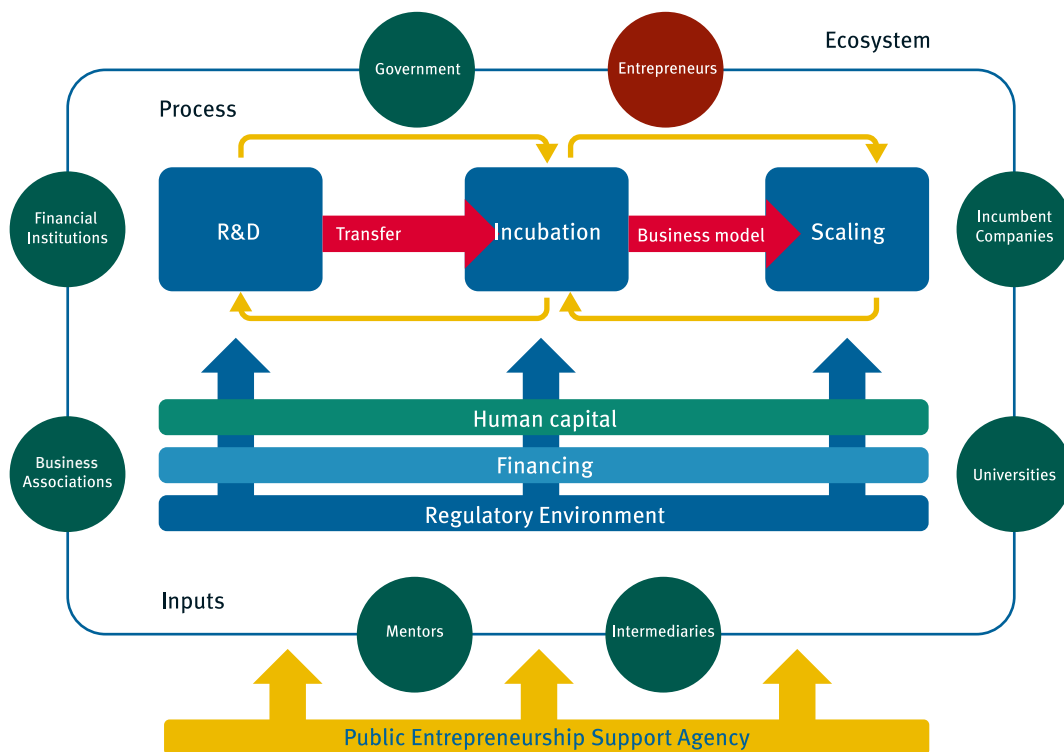 Ecosystem
Government
Entrepreneurs
Process
Financial
Institutions
R&D
Transfer
Incubation
Business model
Scaling
Incumbent
Companies
Human capital
Business
Associations
Financing
Universities
Regulatory Environment
Inputs
Mentors
Intermediaries
Public Entrepreneurship Support Agency